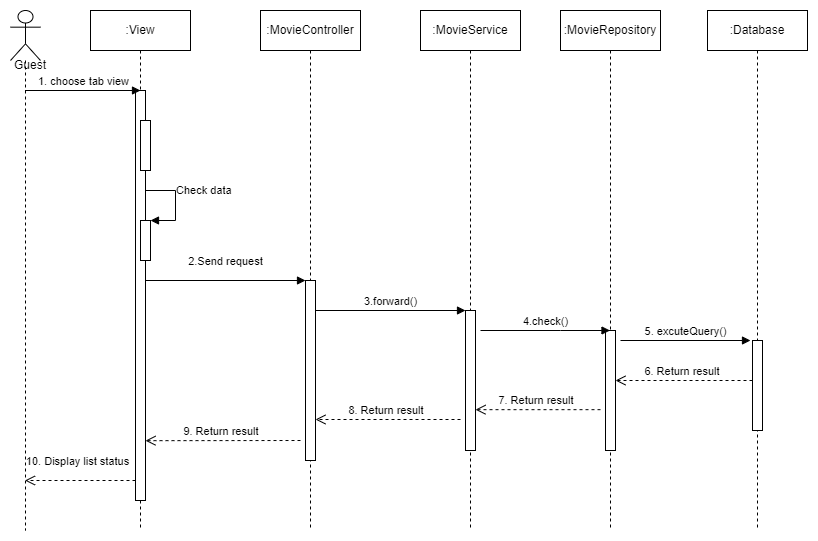 :View
:MovieController
:MovieService
:MovieRepository
:Database
Guest
1. choose tab view
Check data
2.Send request
3.forward()
4.check()
5. excuteQuery()
6. Return result
7. Return result
8. Return result
9. Return result
10. Display list status